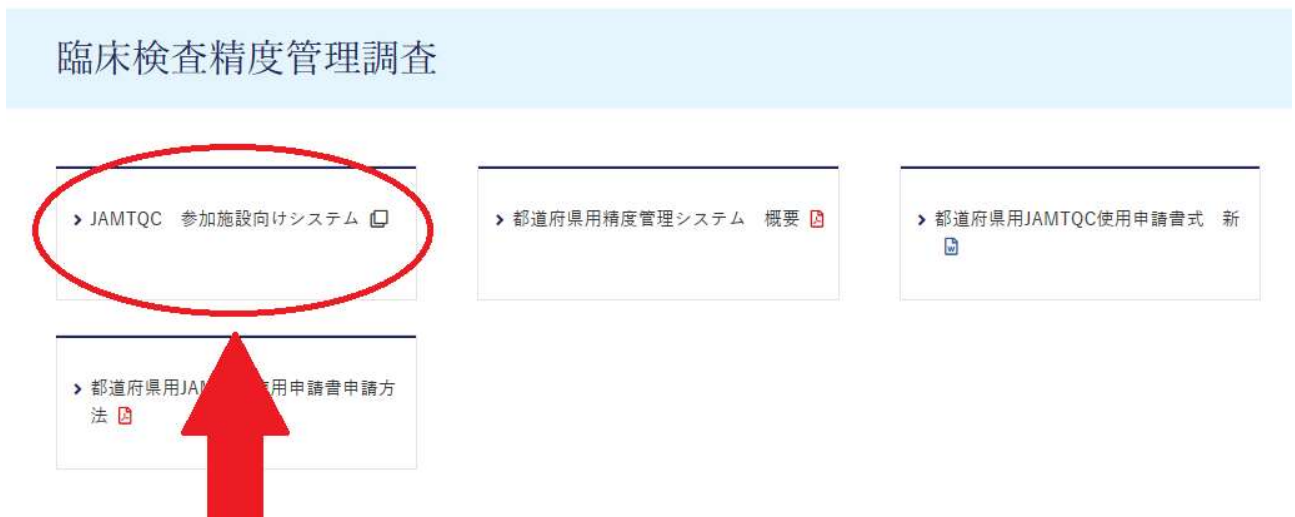 臨床検査精度管理調査
JAMTQC 参加施設向けシステム
都道府県用精度管理システム 概要
都道府県用JAMTQC使用申請書式 新
都道府県用JA 用申請書申請方
法